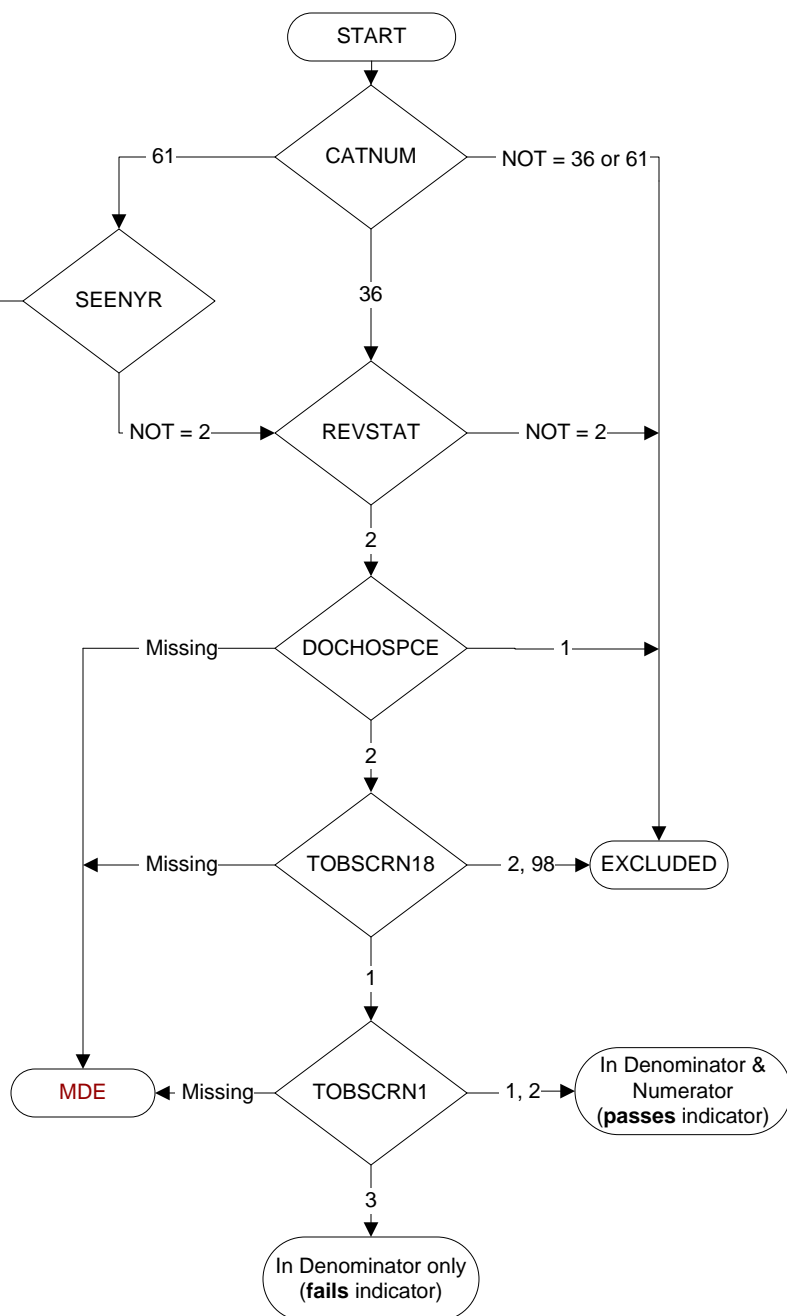 START
CATNUM
61
NOT = 36 or 61
36
SEENYR
NOT = 2
REVSTAT
NOT = 2
2
Missing
DOCHOSPCE
1
2
Missing
TOBSCRN18
2, 98
EXCLUDED
1
MDE
Missing
TOBSCRN1
1, 2
In Denominator &
Numerator
(passes indicator)
3
In Denominator only
(fails indicator)